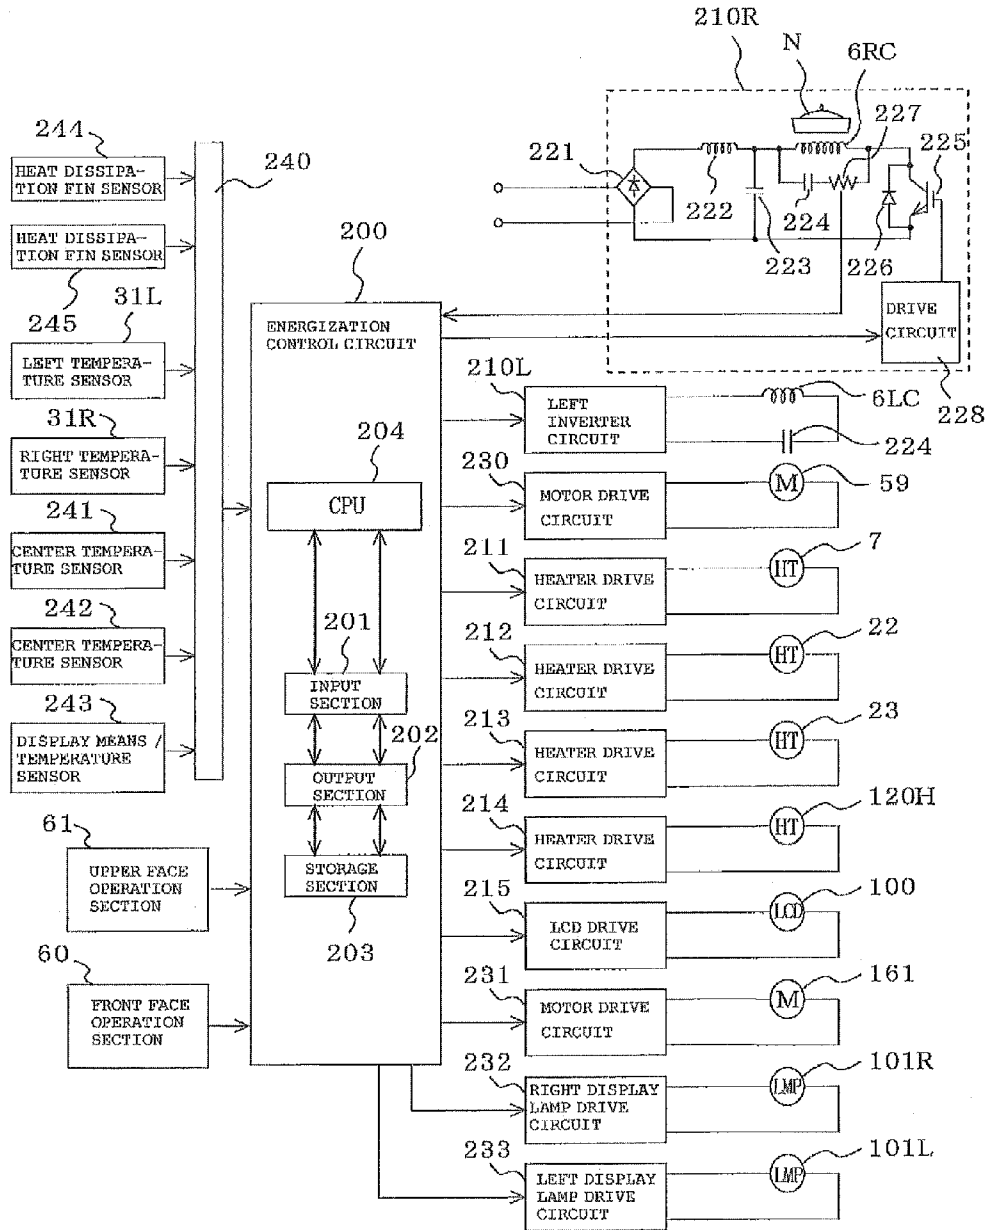 210R
N
6RC
227
225
221
222
224
223
226
DRIVE
CIRCUIT
228
244
HEAT DISSIPA-
TION FIN SENSOR
240
HEAT DISSIPA-
TION FIN SENSOR
245
31L
LEFT TEMPERA-
TURE SENSOR
31R
RIGHT TEMPERA-
TURE SENSOR
241
CENTER TEMPERA-
TURE SENSOR
242
CENTER TEMPERA-
TURE SENSOR
243
DISPLAY MEANS /
TEMPERATURE
SENSOR
61
UPPER FACE
OPERATION
SECTION
60
FRONT FACE
OPERATION
SECTION
200
ENERGIZATION
CONTROL CIRCUIT
204
CPU
201
INPUT
SECTION
202
OUTPUT
SECTION
STORAGE
SECTION
203
210L
LEFT
INVERTER
CIRCUIT
6LC
224
230
MOTOR DRIVE
CIRCUIT
M
59
211
HEATER DRIVE
CIRCUIT
HT
7
212
HEATER DRIVE
CIRCUIT
HT
22
213
HEATER DRIVE
CIRCUIT
HT
23
214
HEATER DRIVE
CIRCUIT
HT
120H
215
LCD DRIVE
CIRCUIT
LCD
100
231
MOTOR DRIVE
CIRCUIT
M
161
232
RIGHT DISPLAY
LAMP DRIVE
CIRCUIT
LMP
101R
233
LEFT DISPLAY
LAMP DRIVE
CIRCUIT
LMP
101L